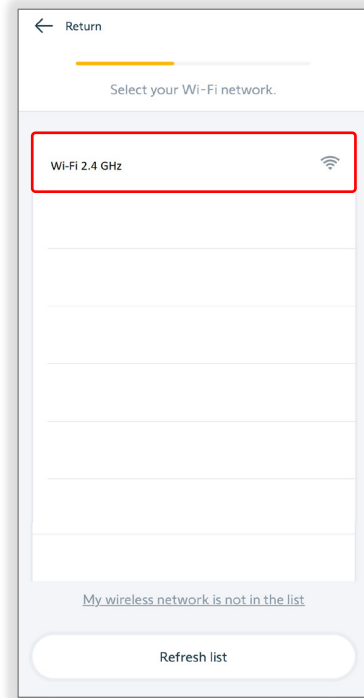 Return
Select your Wi-Fi network.
Wi-Fi 2.4 GHz
My wireless network is not in the list
Refresh list